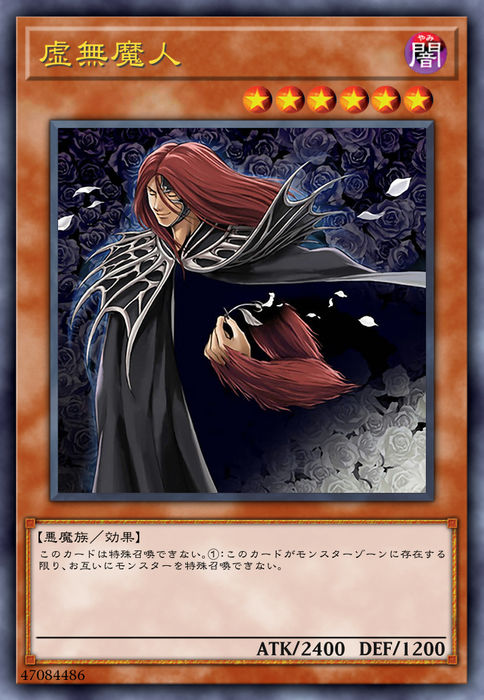 虚無魔人
やみ
闇
【悪魔族／効果】
このカードは特殊召喚できない。①：このカードがモンスターゾーンに存在する
限り、お互いにモンスターを特殊召喚できない。
ATK/2400 DEF/1200
47084486